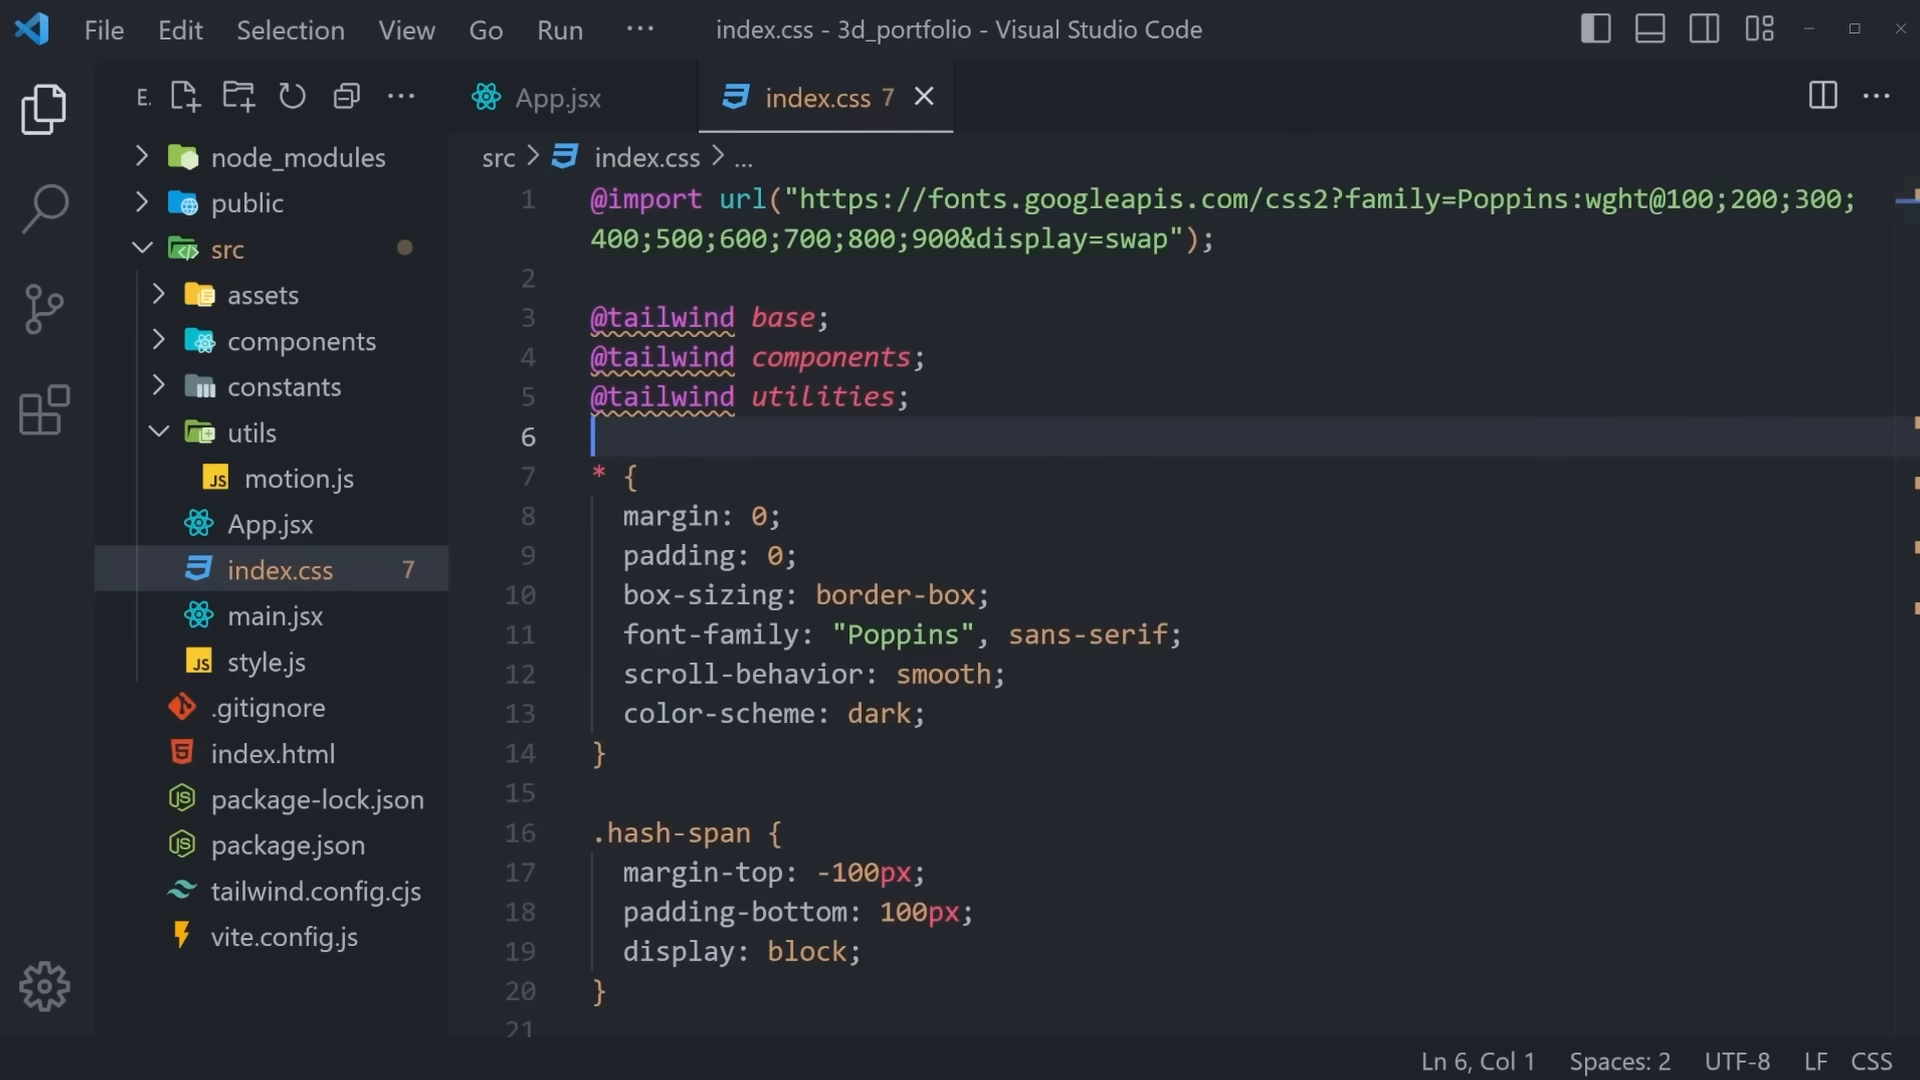 File Edit Selection View Go Run ··· index.css - 3d_portfolio - Visual Studio Code
E.
App.jsx
index.css 7
node_modules
public
src
assets
components
constants
utils
JS motion.js
App.jsx
index.css 7
main.jsx
JS style.js
.gitignore
index.html
package-lock.json
package.json
tailwind.config.cjs
vite.config.js
src > index.css > ...
1 @import url("https://fonts.googleapis.com/css2?family=Poppins:wght@100;200;300;
400;500;600;700;800;900&display=swap");
2
3 @tailwind base;
4 @tailwind components;
5 @tailwind utilities;
6
7 * {
8 margin: 0;
9 padding: 0;
10 box-sizing: border-box;
11 font-family: "Poppins", sans-serif;
12 scroll-behavior: smooth;
13 color-scheme: dark;
14 }
15
16 .hash-span {
17 margin-top: -100px;
18 padding-bottom: 100px;
19 display: block;
20 }
21
Ln 6, Col 1 Spaces: 2 UTF-8 LF CSS